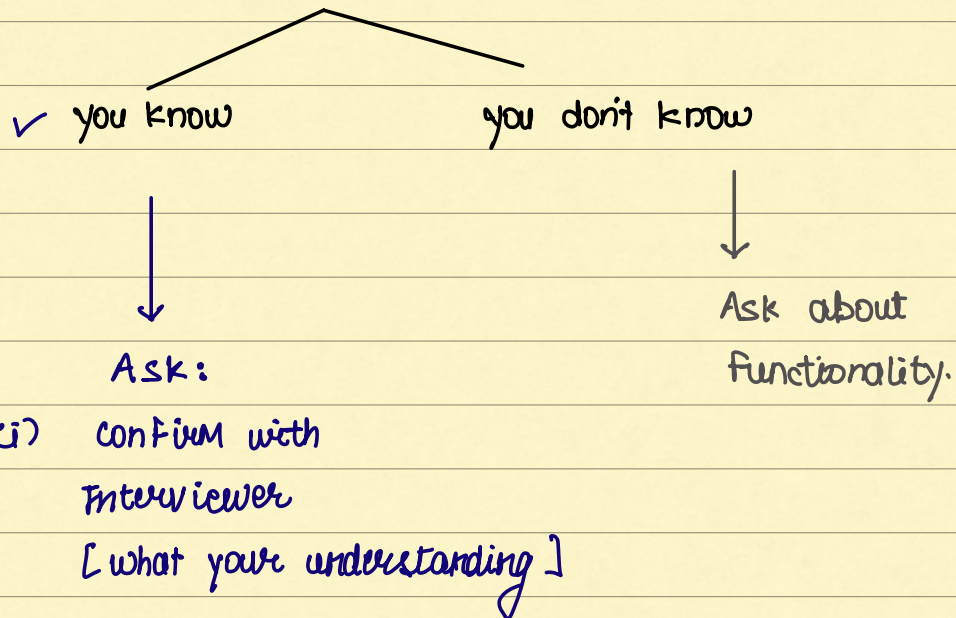 ✓ you know
you don't know
Ask about
functionality.
Ask:
(i) confirm with
Interviewer
[what your understanding]